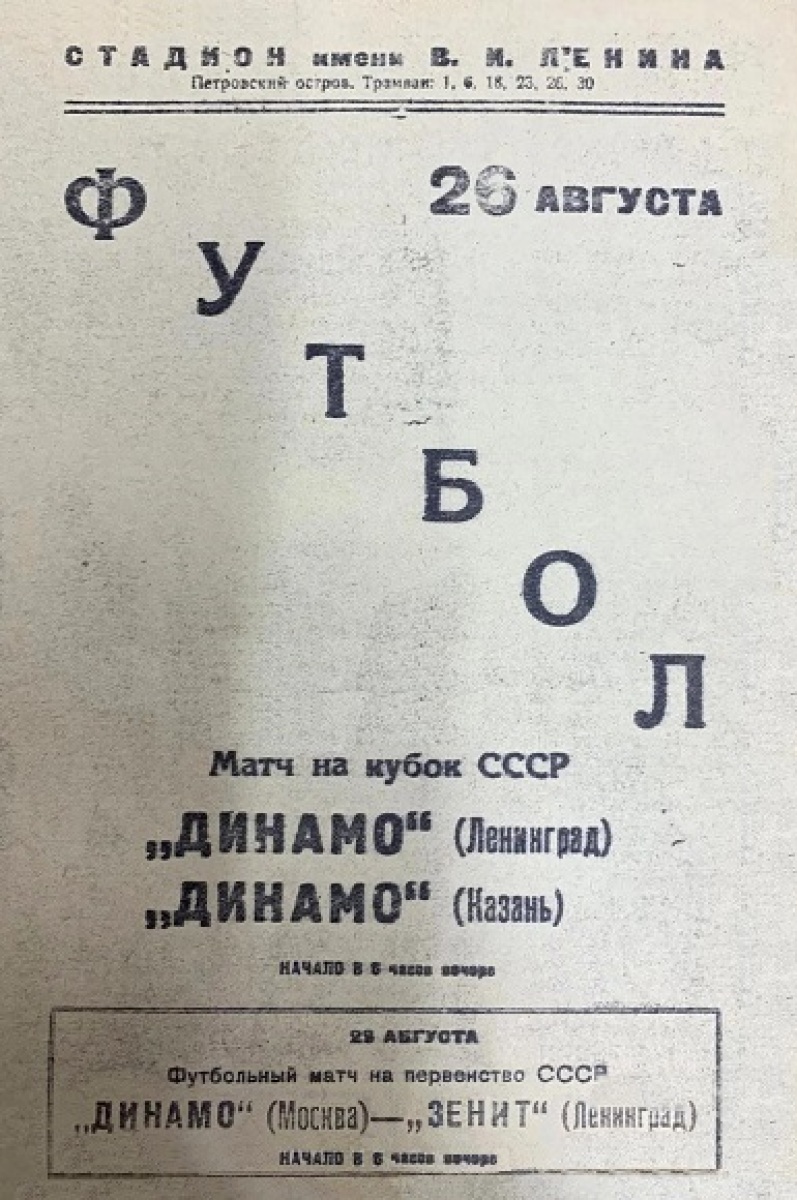 СТАДИОН имени В. И. ЛЕНИНА
Петровский остров. Трамваи: 1, 6, 18, 23, 26, 30
26 АВГУСТА
ФУТБОЛ
Матч на кубок СССР
„ДИНАМО“ (Ленинград)
„ДИНАМО“ (Казань)
НАЧАЛО В 6 часов вечера
АВГУСТА
Футбольный матч на первенство СССР
„ДИНАМО“ (Москва)—„ЗЕНИТ“ (Ленинград)
НАЧАЛО В 6 часов вечера